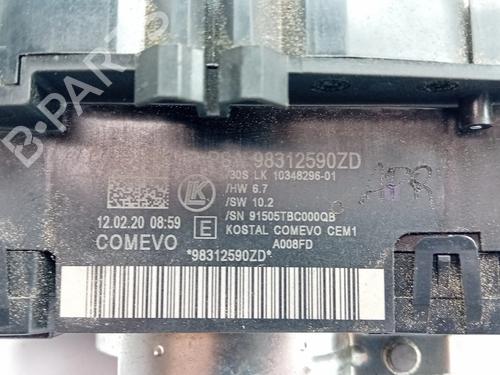 B-PARTS
98312590ZD
/30S LK 10348296-01
/HW 6.7
/SW 10.2
/SN 91505TBC000QB
KOSTAL COMEVO CEM1
A008FD
LK
E
12.02.20 08:59
COMEVO
*98312590ZD*